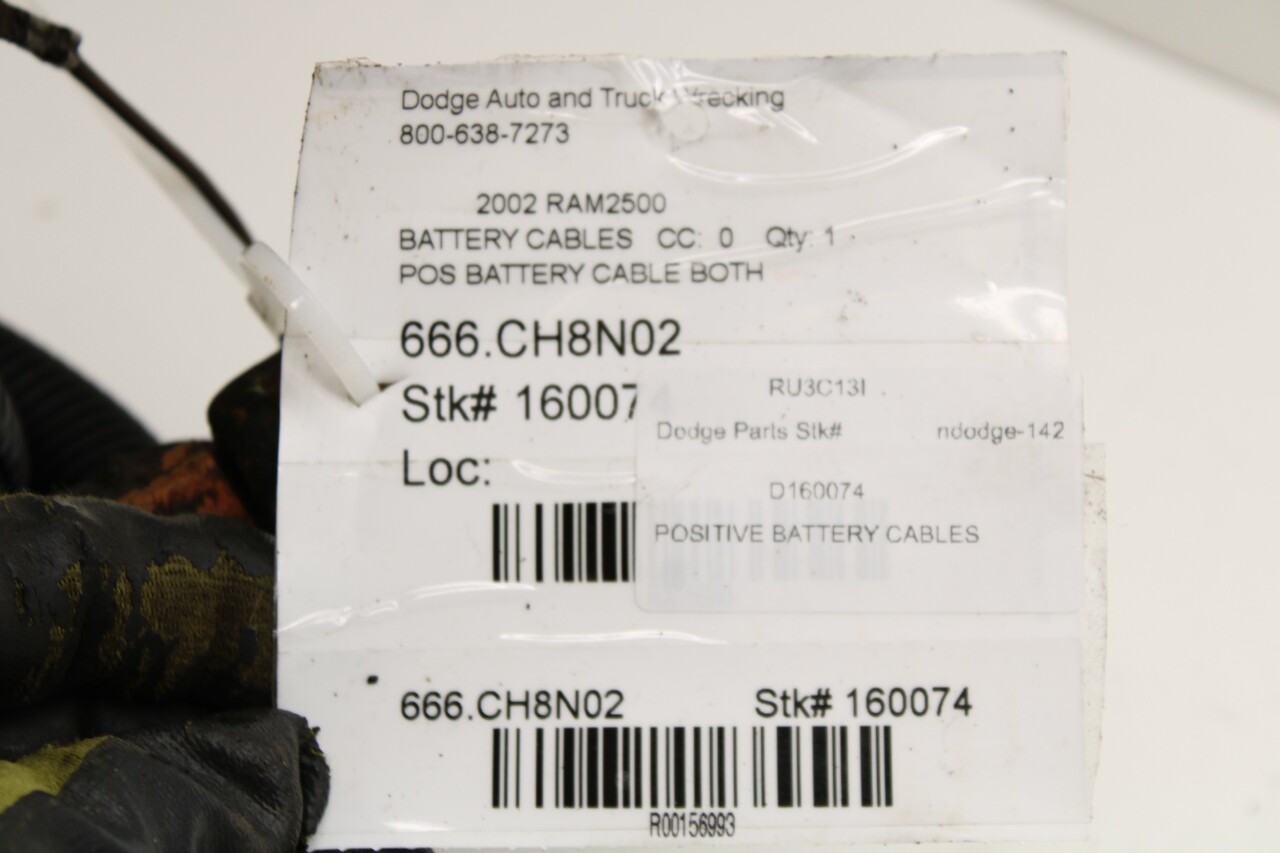 Dodge Auto and Truck Wrecking
800-638-7273
2002 RAM2500
BATTERY CABLES CC: 0 Qty: 1
POS BATTERY CABLE BOTH
666.CH8N02
Stk# 160074
Loc:
RU3C13I
Dodge Parts Stk# ndodge-142
D160074
POSITIVE BATTERY CABLES
666.CH8N02 Stk# 160074
R00156993